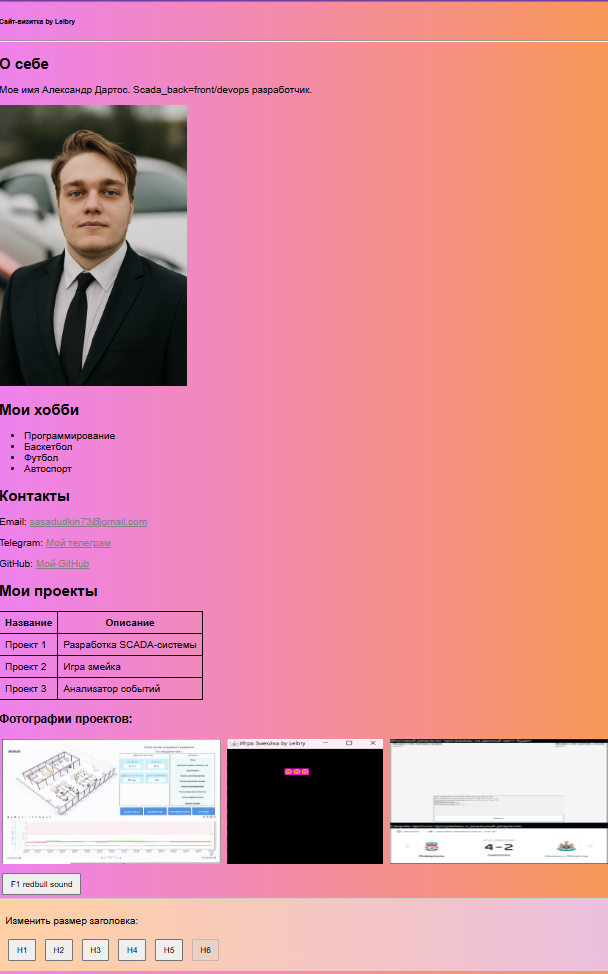 Сайт-визитка by Leibry
О себе
Мое имя Александр Дартос. Scada_back=front/devops разработчик.
Мои хобби
Программирование
Баскетбол
Футбол
Автоспорт
Контакты
Email: sasadudkin73@gmail.com
Telegram: Мой телеграм
GitHub: Мой GitHub
Мои проекты
Название Описание
Проект 1 Разработка SCADA-системы
Проект 2 Игра змейка
Проект 3 Анализатор событий
Фотографии проектов:
Игра Змейка by Leibry
4-2
F1 redbull sound
Изменить размер заголовка:
H1 H2 H3 H4 H5 H6